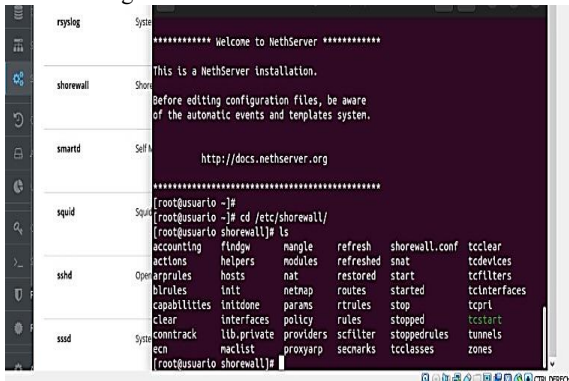 rsyslog
Syste
shorewall
Shore
smartd
Self M
squid
Squid
sshd
Open
sssd
Syste
************ Welcome to NethServer ************
This is a NethServer installation.
Before editing configuration files, be aware
of the automatic events and templates system.
http://docs.nethserver.org
***********************************************
[root@usuario ~]#
[root@usuario ~]# cd /etc/shorewall/
[root@usuario shorewall]# ls
accounting findgw mangle refresh shorewall.conf tcclear
actions helpers modules refreshed snat tcdevices
arprules hosts nat restored start tcfilters
blrules init netmap routes started tcinterfaces
capabilities initdone params rtrules stop tcpri
clear interfaces policy rules stopped tcstart
conntrack lib.private providers scfilter stoppedrules tunnels
ecn maclist proxyarp secmarks tcclasses zones
[root@usuario shorewall]#
CTRL DERECH